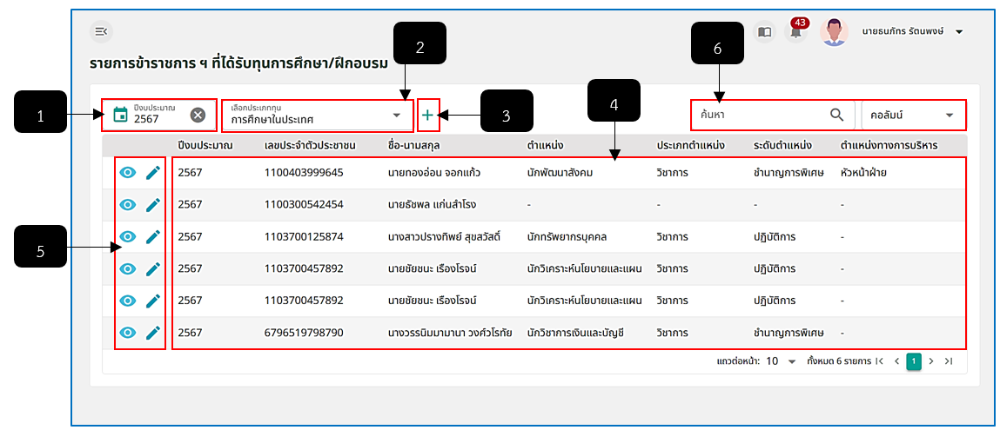 43
นายธนภัทร รัตนพงษ์
2
6
รายการข้าราชการ ฯ ที่ได้รับทุนการศึกษา/ฝึกอบรม
1
ปีงบประมาณ
2567
เลือกประเภททุน
การศึกษาในประเทศ
3
4
ค้นหา
คอลัมน์
ปีงบประมาณ เลขประจำตัวประชาชน ชื่อ-นามสกุล ตำแหน่ง ประเภทตำแหน่ง ระดับตำแหน่ง ตำแหน่งทางการบริหาร
2567 1100403999645 นายทองอ่อน จอกแก้ว นักพัฒนาสังคม วิชาการ ชำนาญการพิเศษ หัวหน้าฝ่าย
2567 1100300542454 นายธัชพล แก่นสำโรง - - - -
2567 1103700125874 นางสาวปรางทิพย์ สุขสวัสดิ์ นักทรัพยากรบุคคล วิชาการ ปฏิบัติการ -
5
2567 1103700457892 นายชัยชนะ เรืองโรจน์ นักวิเคราะห์นโยบายและแผน วิชาการ ปฏิบัติการ -
2567 1103700457892 นายชัยชนะ เรืองโรจน์ นักวิเคราะห์นโยบายและแผน วิชาการ ปฏิบัติการ -
2567 6796519798790 นางวรรนิมมามานา วงศ์วโรทัย นักวิชาการเงินและบัญชี วิชาการ ชำนาญการพิเศษ -
แถวต่อหน้า: 10 ทั้งหมด 6 รายการ 1